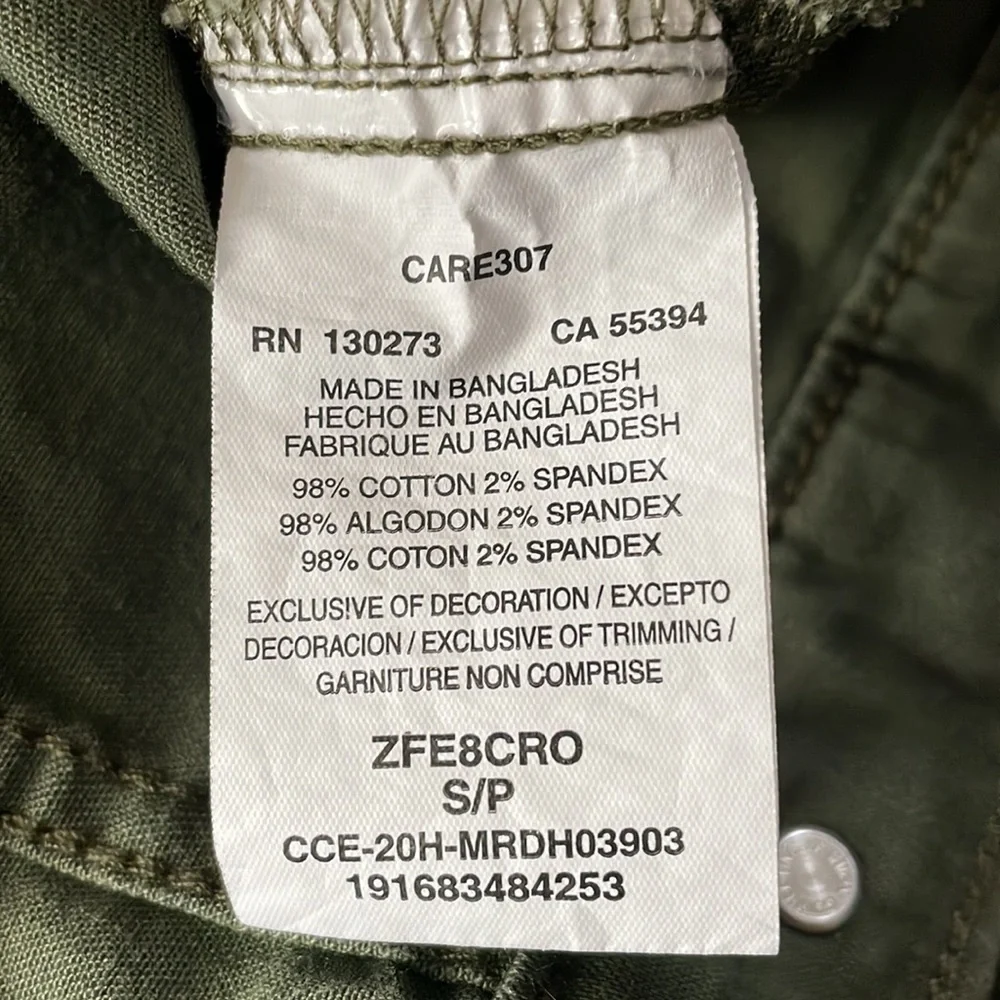 CARE307
RN 130273 CA 55394
MADE IN BANGLADESH
HECHO EN BANGLADESH
FABRIQUE AU BANGLADESH
98% COTTON 2% SPANDEX
98% ALGODON 2% SPANDEX
98% COTON 2% SPANDEX
EXCLUSIVE OF DECORATION / EXCEPTO
DECORACION / EXCLUSIVE OF TRIMMING /
GARNITURE NON COMPRISE
ZFE8CRO
S/P
CCE-20H-MRDH03903
191683484253